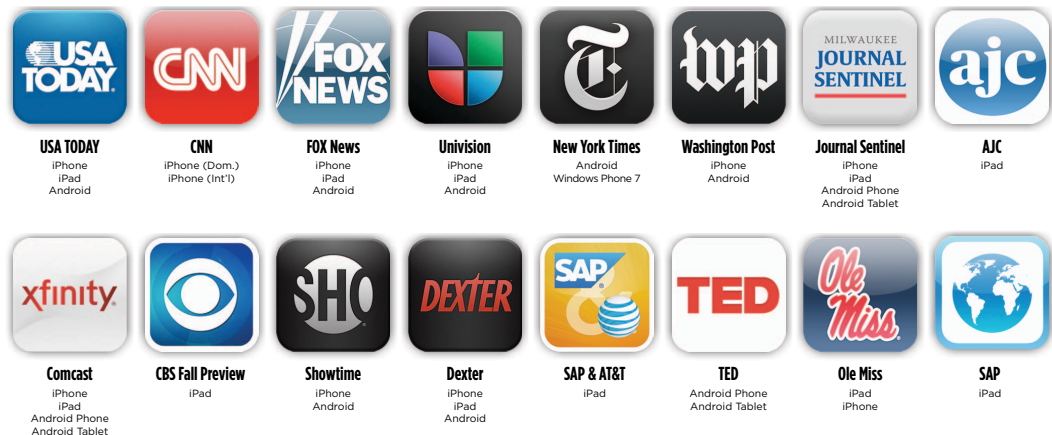 USA
TODAY
CNN
FOX
NEWS
T
wp
MILWAUKEE
JOURNAL
SENTINEL
ajc
USA TODAY
iPhone
iPad
Android
CNN
iPhone (Dom.)
iPhone (Int'l)
FOX News
iPhone
iPad
Android
Univision
iPhone
iPad
Android
New York Times
Android
Windows Phone 7
Washington Post
iPhone
Android
Journal Sentinel
iPhone
iPad
Android Phone
Android Tablet
AJC
iPad
xfinity
SHO
DEXTER
SAP
&
TED
Ole
Miss
Comcast
iPhone
iPad
Android Phone
Android Tablet
CBS Fall Preview
iPad
Showtime
iPhone
Android
Dexter
iPhone
iPad
Android
SAP & AT&T
iPad
TED
Android Phone
Android Tablet
Ole Miss
iPad
iPhone
SAP
iPad